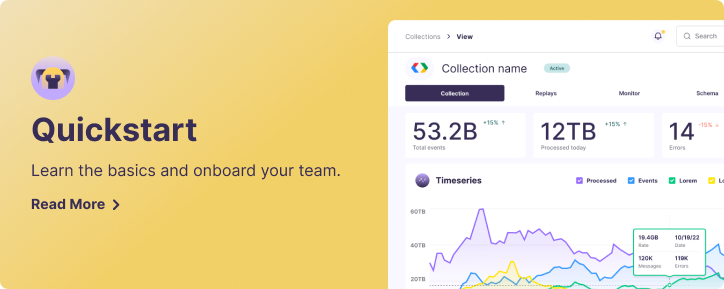 Quickstart
Learn the basics and onboard your team.
Read More
Collections > View
Search
Collection name
Active
Collection Replays Monitor Schema
53.2B +15% ↑
Total events
12TB +15% ↑
Processed today
14 -15% ↓
Errors
Timeseries
Processed Events Lorem Lo
60TB
40TB
20TB
19.4GB 10/19/22
Rate Date
120K 119K
Messages Errors